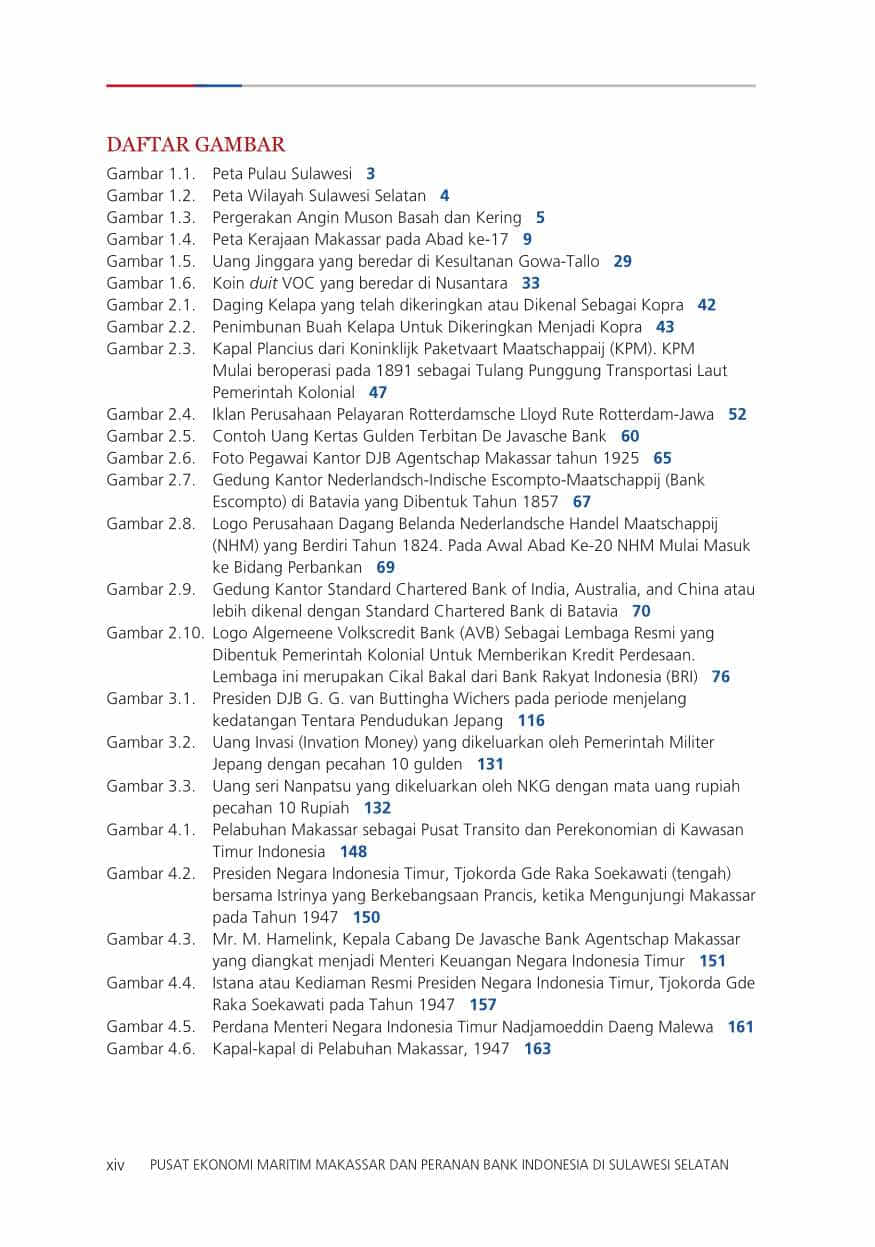 DAFTAR GAMBAR
Gambar 1.1. Peta Pulau Sulawesi 3
Gambar 1.2. Peta Wilayah Sulawesi Selatan 4
Gambar 1.3. Pergerakan Angin Muson Basah dan Kering 5
Gambar 1.4. Peta Kerajaan Makassar pada Abad ke-17 9
Gambar 1.5. Uang Jinggara yang beredar di Kesultanan Gowa-Tallo 29
Gambar 1.6. Koin duit VOC yang beredar di Nusantara 33
Gambar 2.1. Daging Kelapa yang telah dikeringkan atau Dikenal Sebagai Kopra 42
Gambar 2.2. Penimbunan Buah Kelapa Untuk Dikeringkan Menjadi Kopra 43
Gambar 2.3. Kapal Plancius dari Koninklijk Paketvaart Maatschappaij (KPM). KPM
Mulai beroperasi pada 1891 sebagai Tulang Punggung Transportasi Laut
Pemerintah Kolonial 47
Gambar 2.4. Iklan Perusahaan Pelayaran Rotterdamsche Lloyd Rute Rotterdam-Jawa 52
Gambar 2.5. Contoh Uang Kertas Gulden Terbitan De Javasche Bank 60
Gambar 2.6. Foto Pegawai Kantor DJB Agentschap Makassar tahun 1925 65
Gambar 2.7. Gedung Kantor Nederlandsch-Indische Escompto-Maatschappij (Bank
Escompto) di Batavia yang Dibentuk Tahun 1857 67
Gambar 2.8. Logo Perusahaan Dagang Belanda Nederlandsche Handel Maatschappij
(NHM) yang Berdiri Tahun 1824. Pada Awal Abad Ke-20 NHM Mulai Masuk
ke Bidang Perbankan 69
Gambar 2.9. Gedung Kantor Standard Chartered Bank of India, Australia, and China atau
lebih dikenal dengan Standard Chartered Bank di Batavia 70
Gambar 2.10. Logo Algemeene Volkscredit Bank (AVB) Sebagai Lembaga Resmi yang
Dibentuk Pemerintah Kolonial Untuk Memberikan Kredit Perdesaan.
Lembaga ini merupakan Cikal Bakal dari Bank Rakyat Indonesia (BRI) 76
Gambar 3.1. Presiden DJB G. G. van Buttingha Wichers pada periode menjelang
kedatangan Tentara Pendudukan Jepang 116
Gambar 3.2. Uang Invasi (Invation Money) yang dikeluarkan oleh Pemerintah Militer
Jepang dengan pecahan 10 gulden 131
Gambar 3.3. Uang seri Nanpatsu yang dikeluarkan oleh NKG dengan mata uang rupiah
pecahan 10 Rupiah 132
Gambar 4.1. Pelabuhan Makassar sebagai Pusat Transito dan Perekonomian di Kawasan
Timur Indonesia 148
Gambar 4.2. Presiden Negara Indonesia Timur, Tjokorda Gde Raka Soekawati (tengah)
bersama Istrinya yang Berkebangsaan Prancis, ketika Mengunjungi Makassar
pada Tahun 1947 150
Gambar 4.3. Mr. M. Hamelink, Kepala Cabang De Javasche Bank Agentschap Makassar
yang diangkat menjadi Menteri Keuangan Negara Indonesia Timur 151
Gambar 4.4. Istana atau Kediaman Resmi Presiden Negara Indonesia Timur, Tjokorda Gde
Raka Soekawati pada Tahun 1947 157
Gambar 4.5. Perdana Menteri Negara Indonesia Timur Nadjamoeddin Daeng Malewa 161
Gambar 4.6. Kapal-kapal di Pelabuhan Makassar, 1947 163
xiv PUSAT EKONOMI MARITIM MAKASSAR DAN PERANAN BANK INDONESIA DI SULAWESI SELATAN